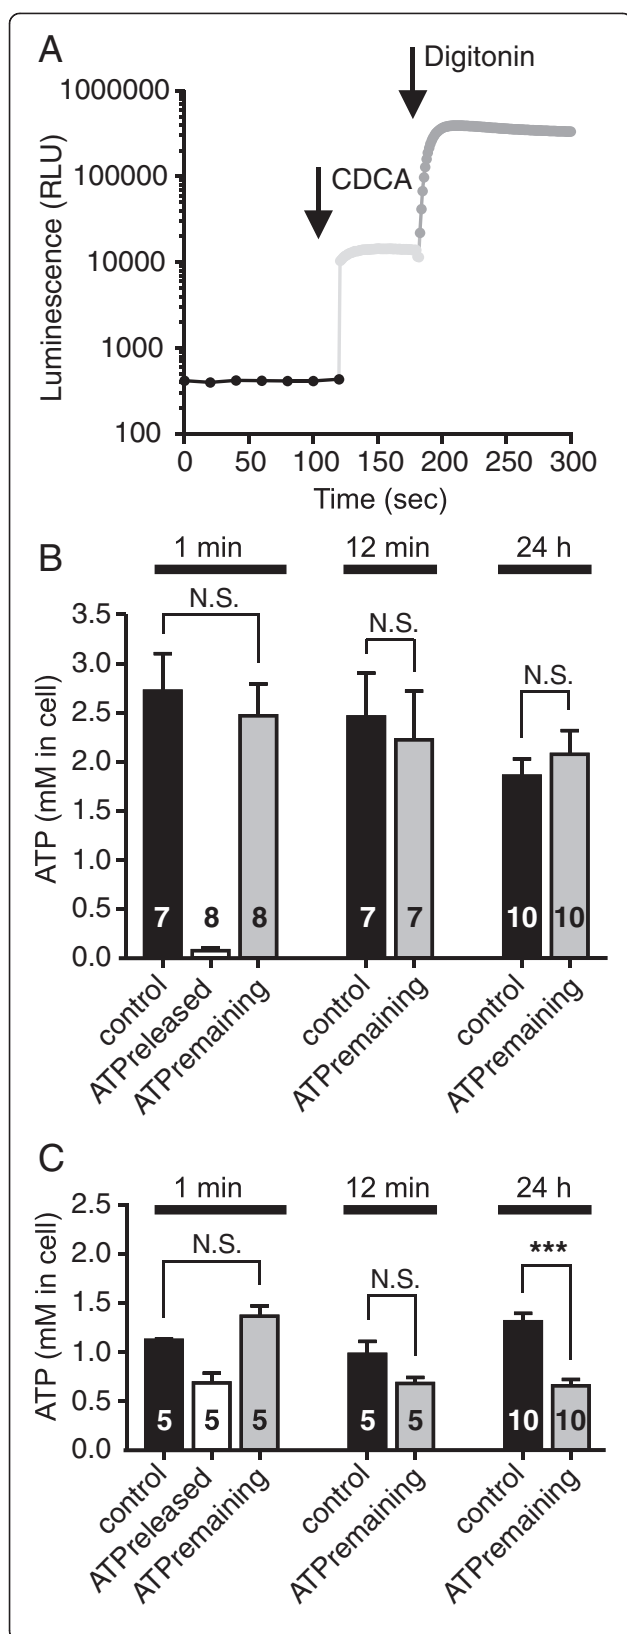 A
Digitonin
CDCA
Luminescence (RLU)
1000000
100000
10000
1000
100
0 50 100 150 200 250 300
Time (sec)
B
1 min 12 min 24 h
N.S. N.S. N.S.
ATP (mM in cell)
3.5
3.0
2.5
2.0
1.5
1.0
0.5
0.0
7 8 8 7 7 10 10
control ATPreleased ATPremaining control ATPremaining control ATPremaining
C
1 min 12 min 24 h
N.S. N.S. ***
ATP (mM in cell)
2.5
2.0
1.5
1.0
0.5
0.0
5 5 5 5 5 10 10
control ATPreleased ATPremaining control ATPremaining control ATPremaining